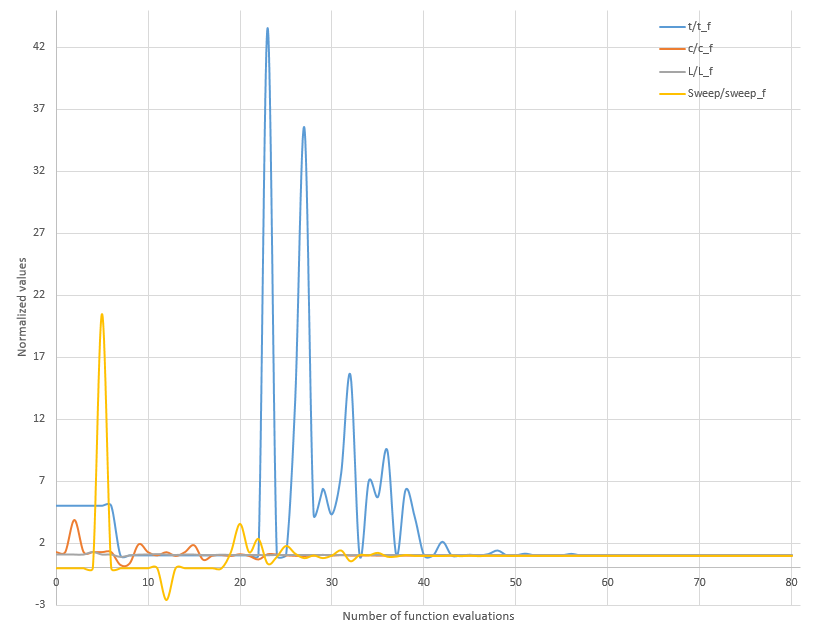 t/t_f
c/c_f
L/L_f
Sweep/sweep_f
Normalized values
42
37
32
27
22
17
12
7
2
-3
0 10 20 30 40 50 60 70 80
Number of function evaluations